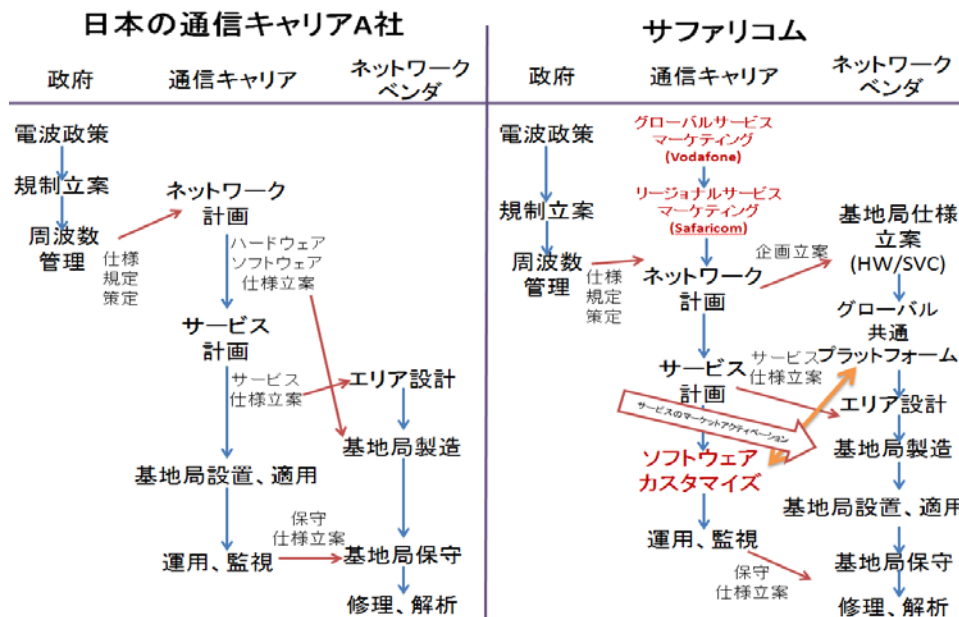 日本の通信キャリアA社
政府
通信キャリア
ネットワーク
ベンダ
電波政策
規制立案
周波数
管理
仕様
規定
策定
ネットワーク
計画
ハードウェア
ソフトウェア
仕様立案
サービス
計画
サービス
仕様立案
エリア設計
基地局製造
基地局設置、適用
保守
仕様立案
運用、監視
基地局保守
修理、解析
サファリコム
政府
通信キャリア
ネットワーク
ベンダ
電波政策
規制立案
周波数
管理
仕様
規定
策定
グローバルサービス
マーケティング
(Vodafone)
リージョナルサービス
マーケティング
(Safaricom)
ネットワーク
計画
企画立案
基地局仕様
立案
(HW/SVC)
グローバル
共通
プラットフォーム
サービス
計画
サービス
仕様立案
エリア設計
サービスのマーケットアクティベーション
基地局製造
ソフトウェア
カスタマイズ
基地局設置、適用
運用、監視
保守
仕様立案
基地局保守
修理、解析